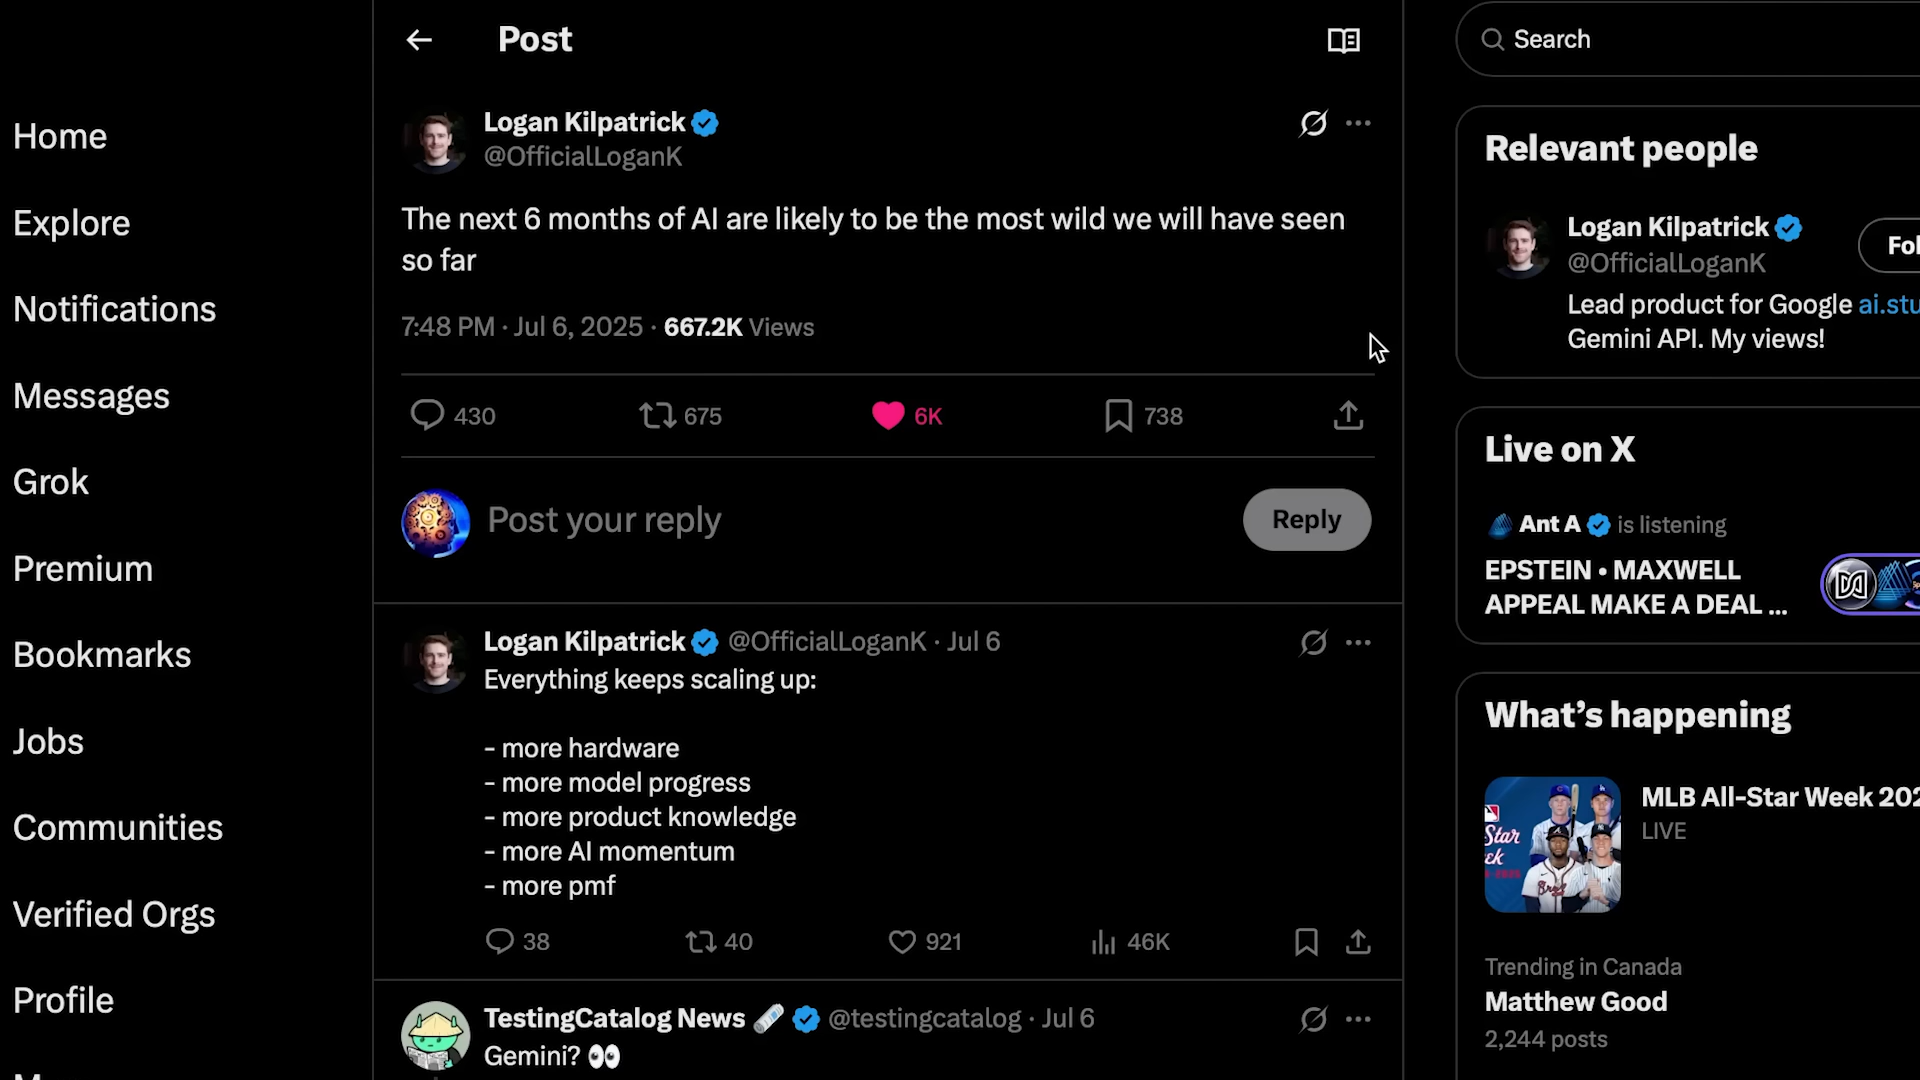 Home
Explore
Notifications
Messages
Grok
Premium
Bookmarks
Jobs
Communities
Verified Orgs
Profile
Post
Logan Kilpatrick
@OfficialLoganK
The next 6 months of AI are likely to be the most wild we will have seen
so far
7:48 PM · Jul 6, 2025 · 667.2K Views
430 675 6K 738
Post your reply
Reply
Logan Kilpatrick @OfficialLoganK · Jul 6
Everything keeps scaling up:
- more hardware
- more model progress
- more product knowledge
- more AI momentum
- more pmf
38 40 921 46K
TestingCatalog News 🗞 @testingcatalog · Jul 6
Gemini? 👀
Search
Relevant people
Logan Kilpatrick
@OfficialLoganK
Fol
Lead product for Google ai.stu
Gemini API. My views!
Live on X
Ant A is listening
EPSTEIN • MAXWELL
APPEAL MAKE A DEAL ...
What's happening
MLB All-Star Week 202
LIVE
Trending in Canada
Matthew Good
2,244 posts